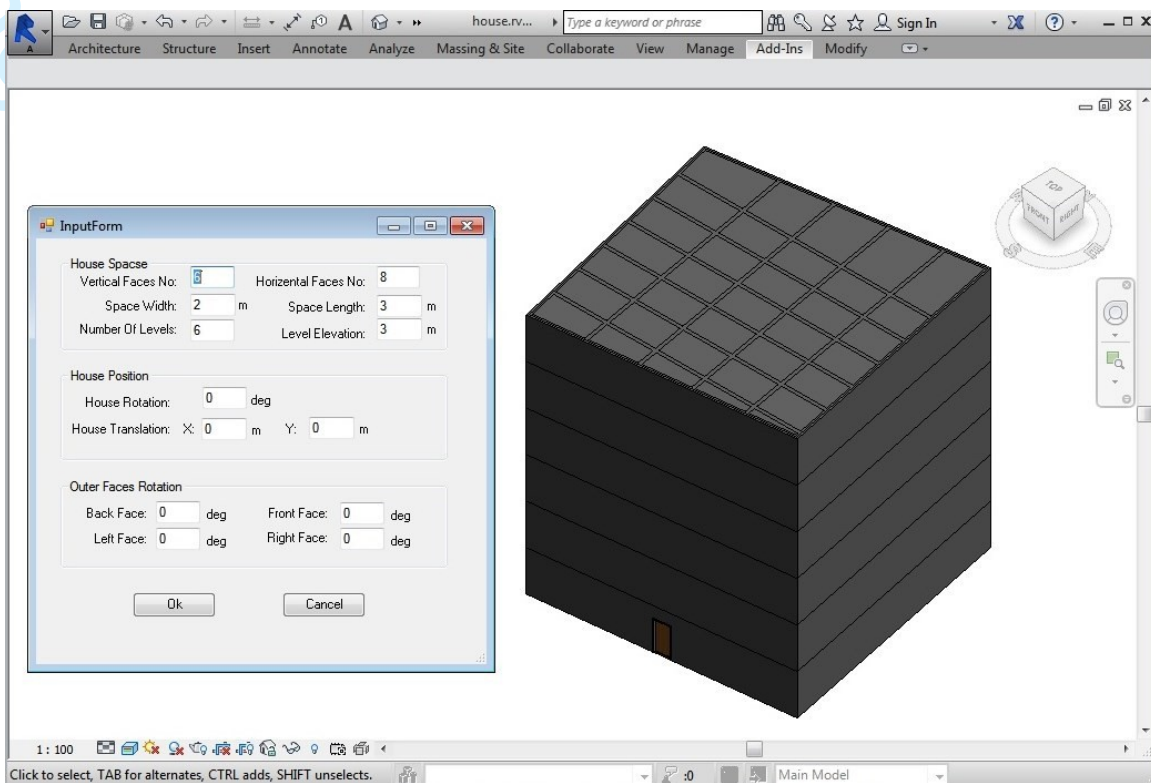 house.rv... Type a keyword or phrase Sign In
Architecture Structure Insert Annotate Analyze Massing & Site Collaborate View Manage Add-Ins Modify
InputForm
House Spacse
Vertical Faces No: 6 Horizental Faces No: 8
Space Width: 2 m Space Length: 3 m
Number Of Levels: 6 Level Elevation: 3 m
House Position
House Rotation: 0 deg
House Translation: X: 0 m Y: 0 m
Outer Faces Rotation
Back Face: 0 deg Front Face: 0 deg
Left Face: 0 deg Right Face: 0 deg
Ok Cancel
TOP
FRONT RIGHT
1 : 100
Click to select, TAB for alternates, CTRL adds, SHIFT unselects. :0 Main Model